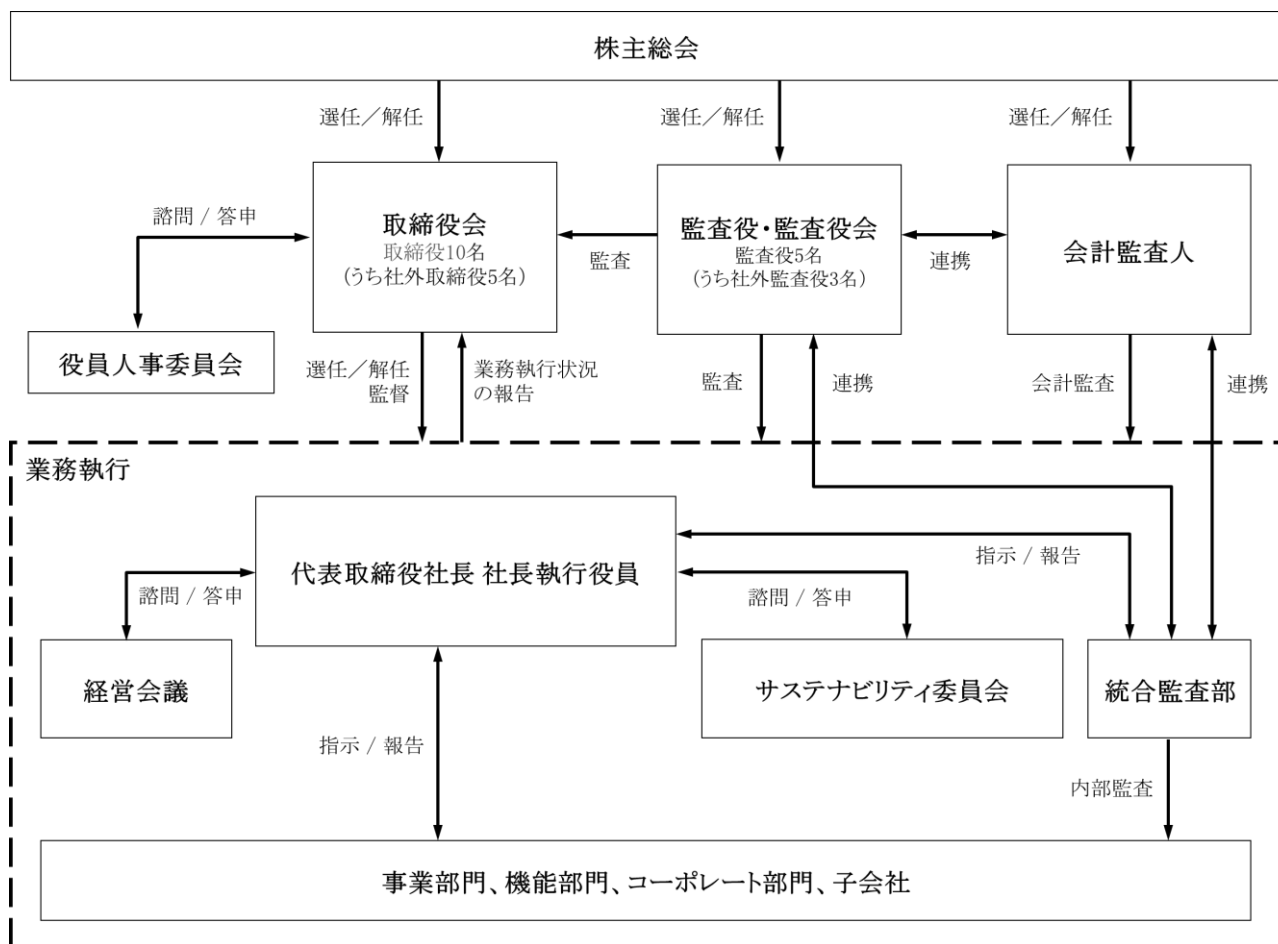 株主総会
選任／解任
選任／解任
選任／解任
取締役会
取締役10名
(うち社外取締役5名)
監査役・監査役会
監査役5名
(うち社外監査役3名)
会計監査人
諮問 / 答申
監査
連携
役員人事委員会
選任／解任
監督
業務執行状況
の報告
監査
連携
会計監査
連携
業務執行
代表取締役社長 社長執行役員
指示 / 報告
諮問 / 答申
諮問 / 答申
経営会議
サステナビリティ委員会
統合監査部
指示 / 報告
内部監査
事業部門、機能部門、コーポレート部門、子会社